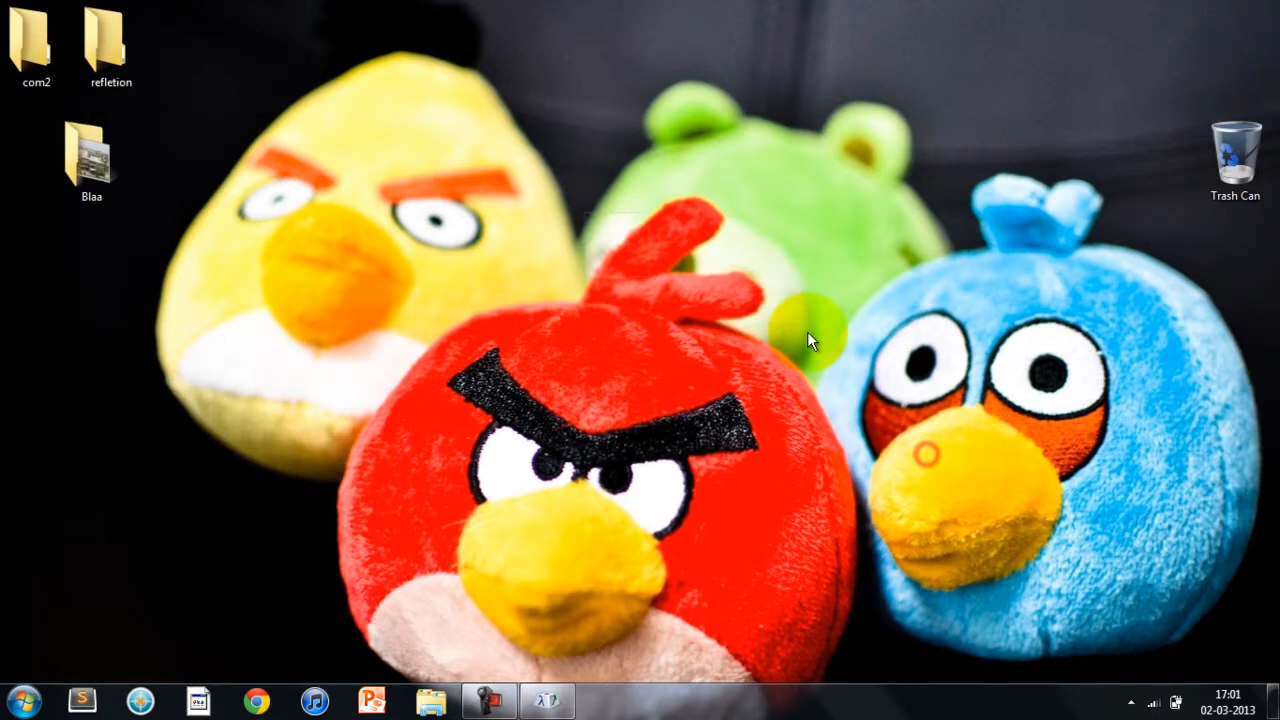 com2
refletion
Blaa
Trash Can
17:01
02-03-2013